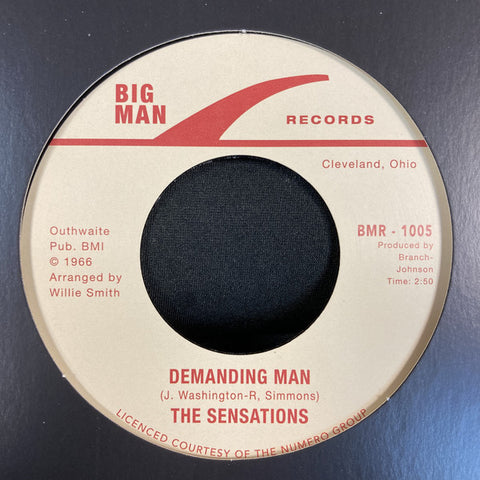 BIG
MAN
RECORDS
Cleveland, Ohio
Outhwaite
Pub. BMI
© 1966
Arranged by
Willie Smith
BMR - 1005
Produced by
Branch-
Johnson
Time: 2:50
DEMANDING MAN
(J. Washington-R, Simmons)
THE SENSATIONS
LICENCED COURTESY OF THE NUMERO GROUP